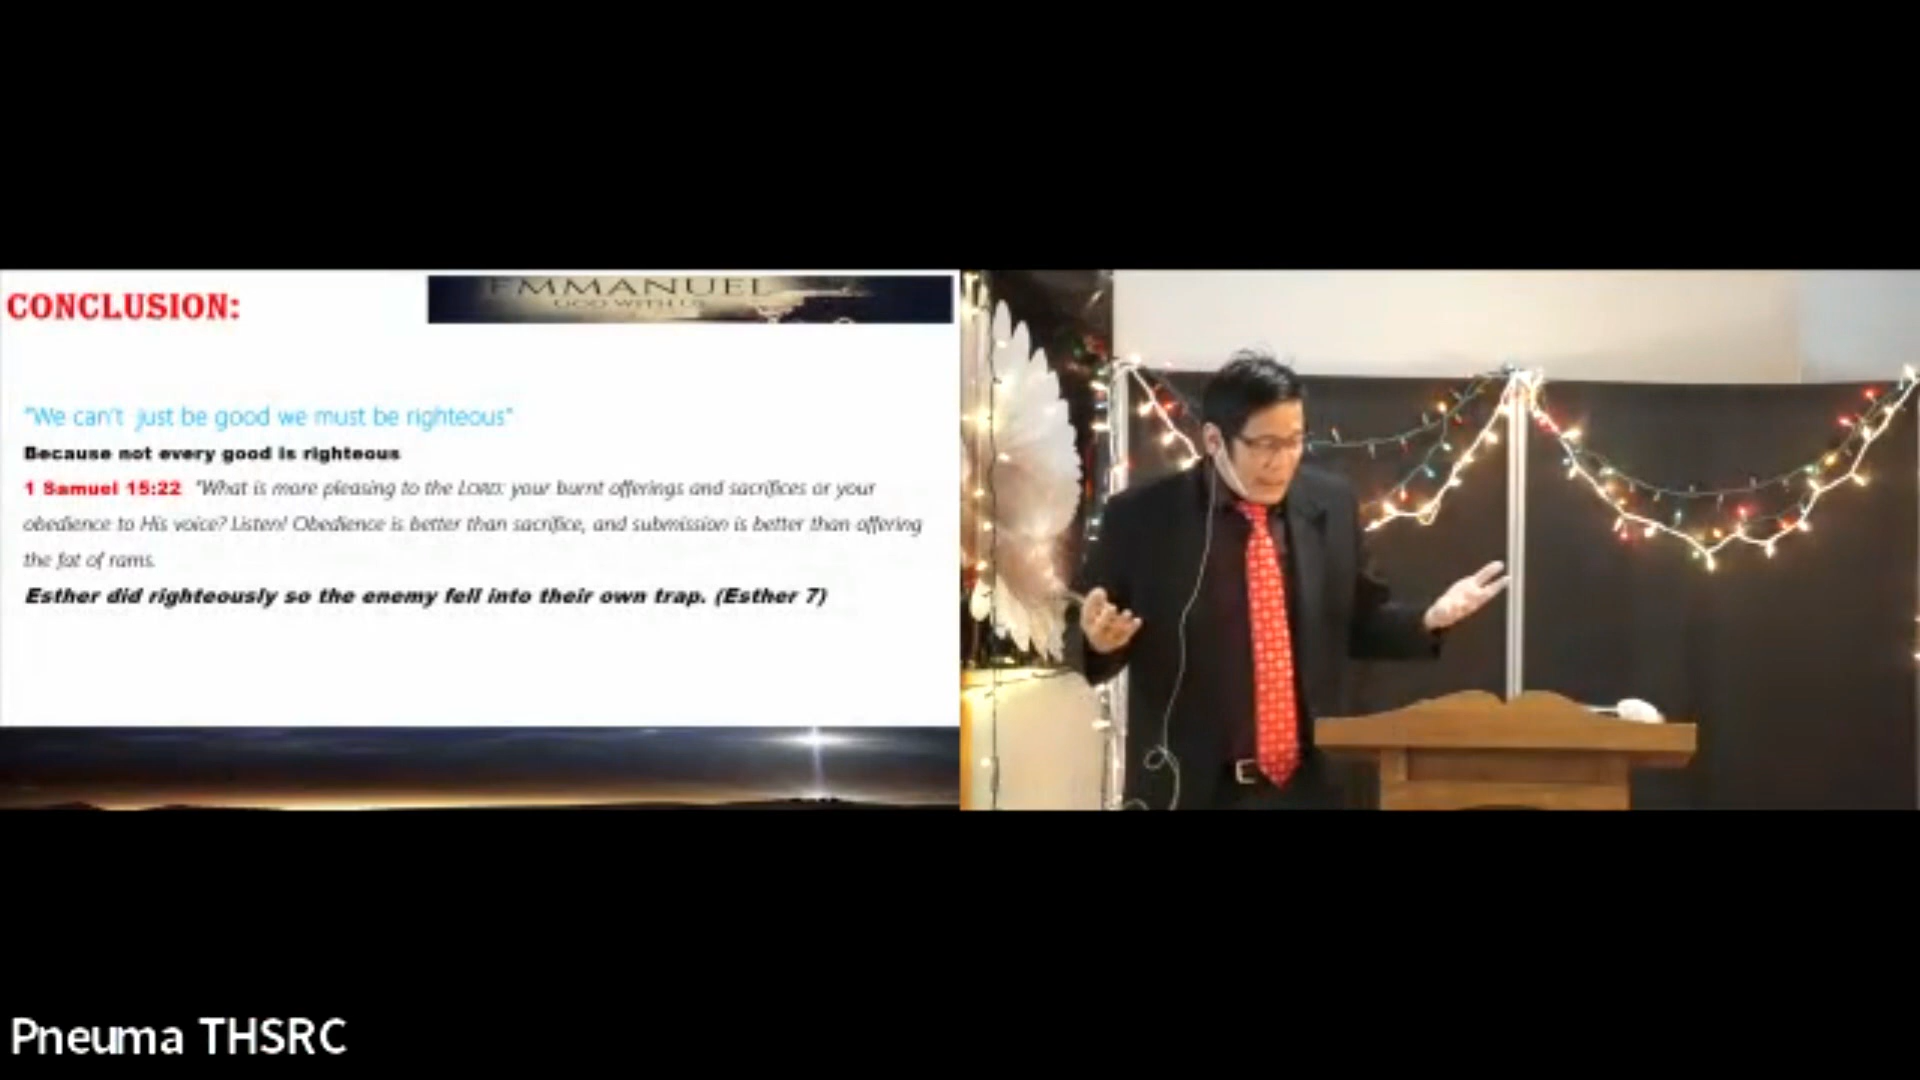 CONCLUSION:
EMMANUEL
GOD WITH US
"We can't just be good we must be righteous"
Because not every good is righteous
1 Samuel 15:22 "What is more pleasing to the LORD: your burnt offerings and sacrifices or your
obedience to His voice? Listen! Obedience is better than sacrifice, and submission is better than offering
the fat of rams.
Esther did righteously so the enemy fell into their own trap. (Esther 7)
Pneuma THSRC